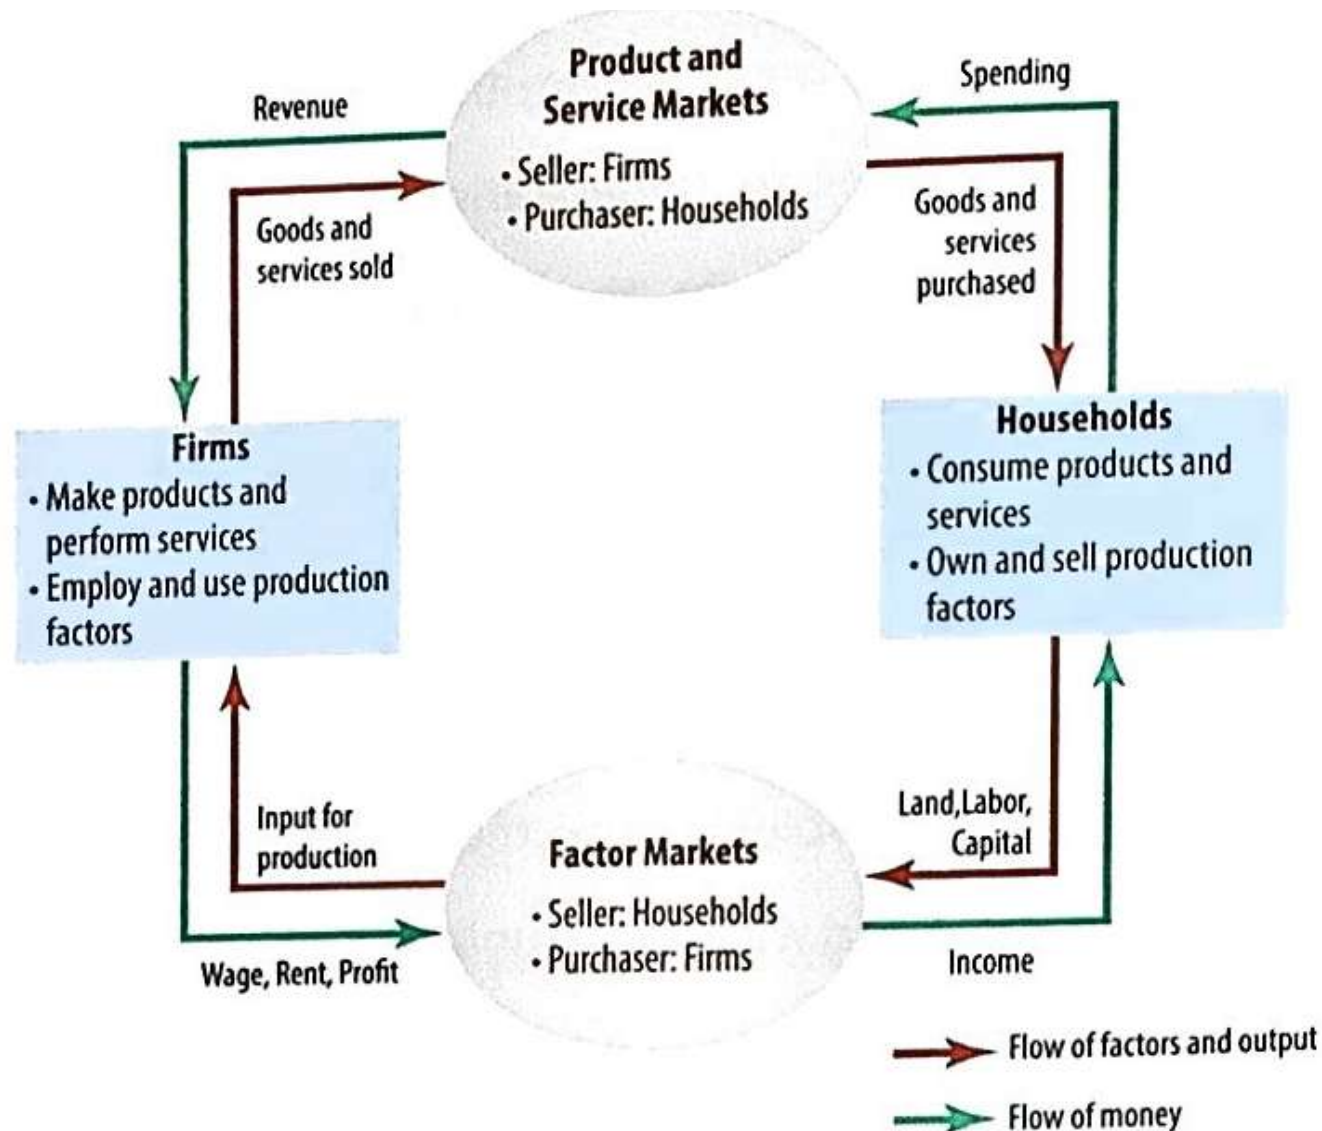 Product and
Service Markets
• Seller: Firms
• Purchaser: Households
Revenue
Spending
Goods and
services sold
Goods and
services
purchased
Firms
• Make products and
perform services
• Employ and use production
factors
Households
• Consume products and
services
• Own and sell production
factors
Input for
production
Land,Labor,
Capital
Factor Markets
• Seller: Households
• Purchaser: Firms
Wage, Rent, Profit
Income
Flow of factors and output
Flow of money